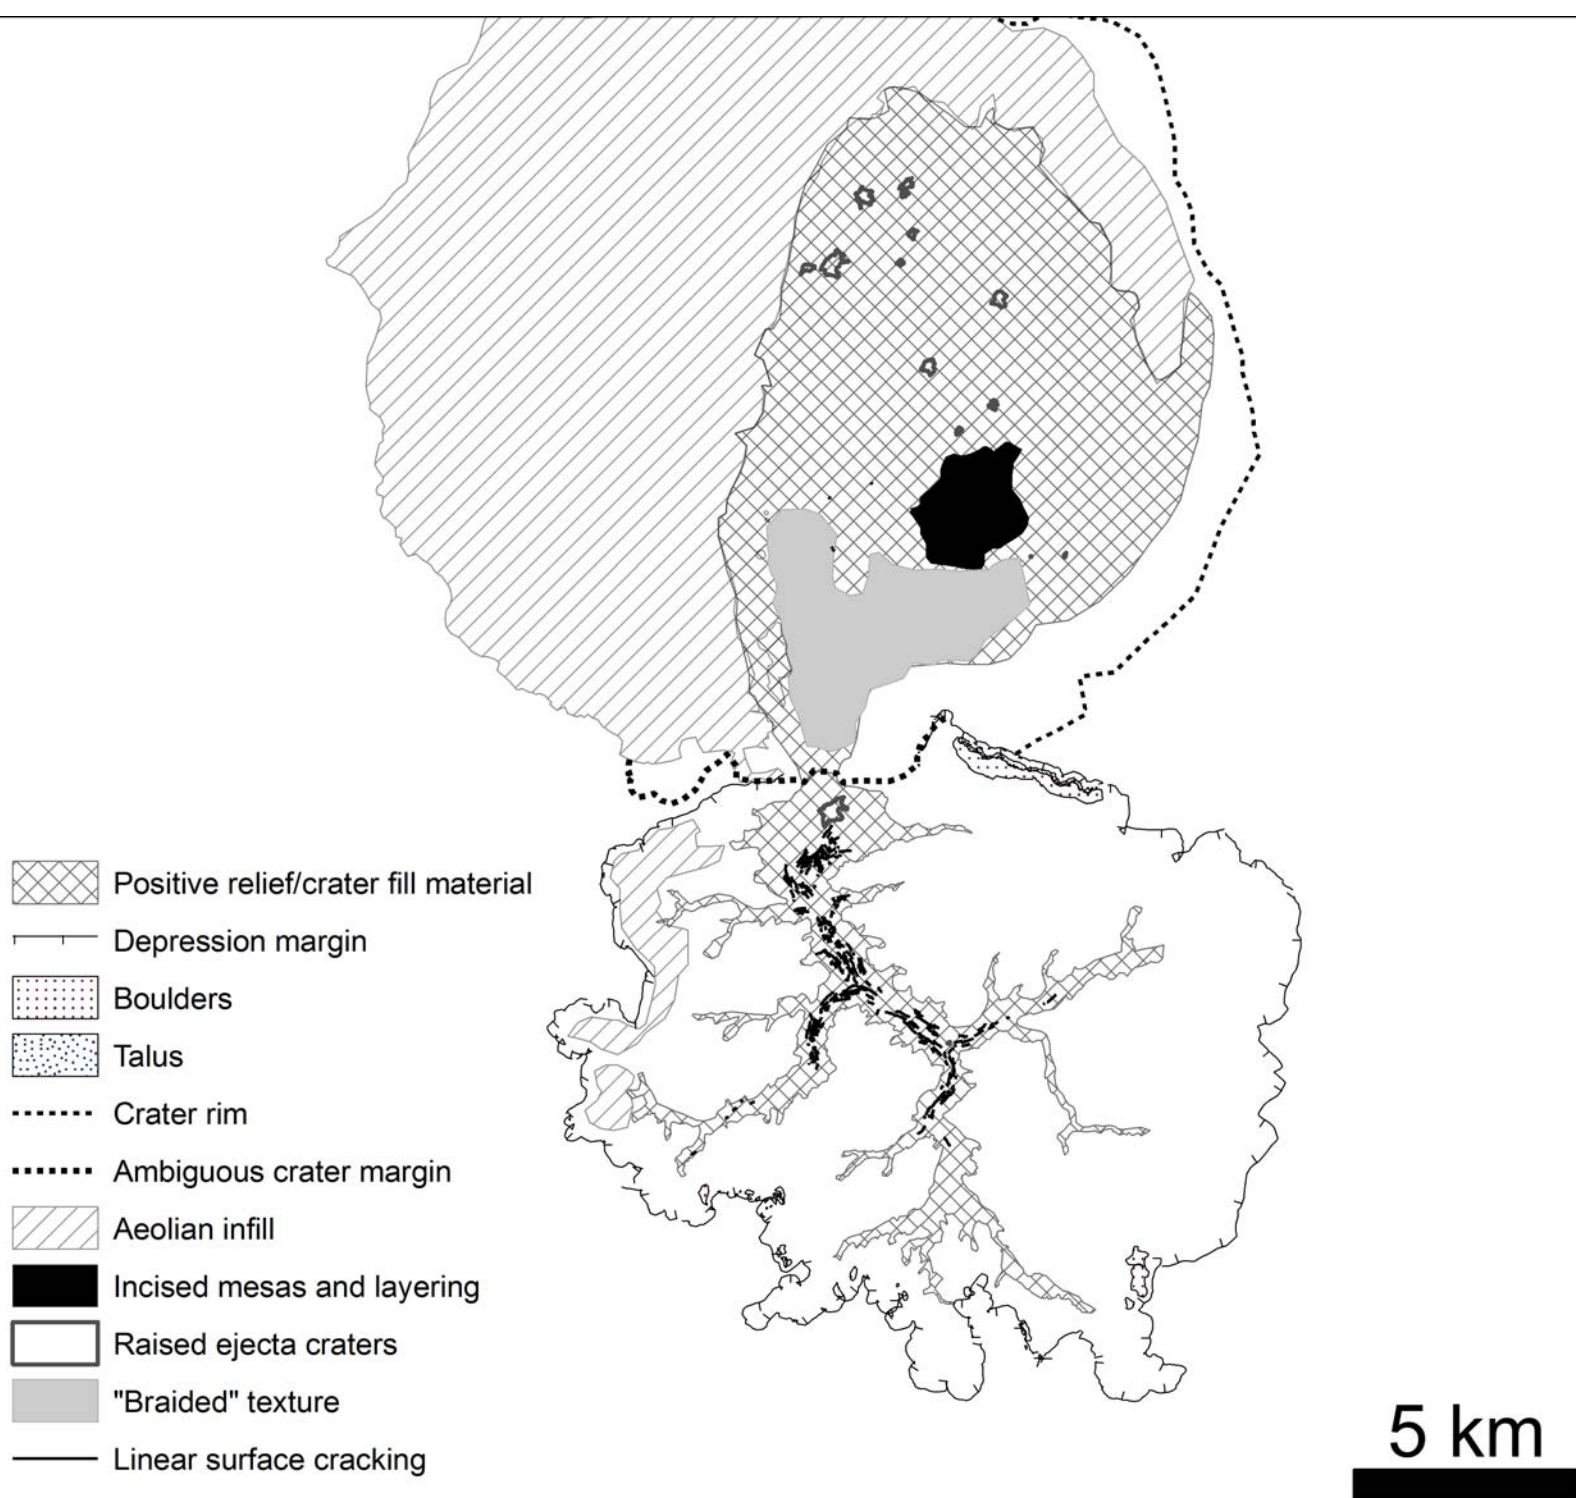 Positive relief/crater fill material
Depression margin
Boulders
Talus
Crater rim
Ambiguous crater margin
Aeolian infill
Incised mesas and layering
Raised ejecta craters
"Braided" texture
Linear surface cracking
5 km